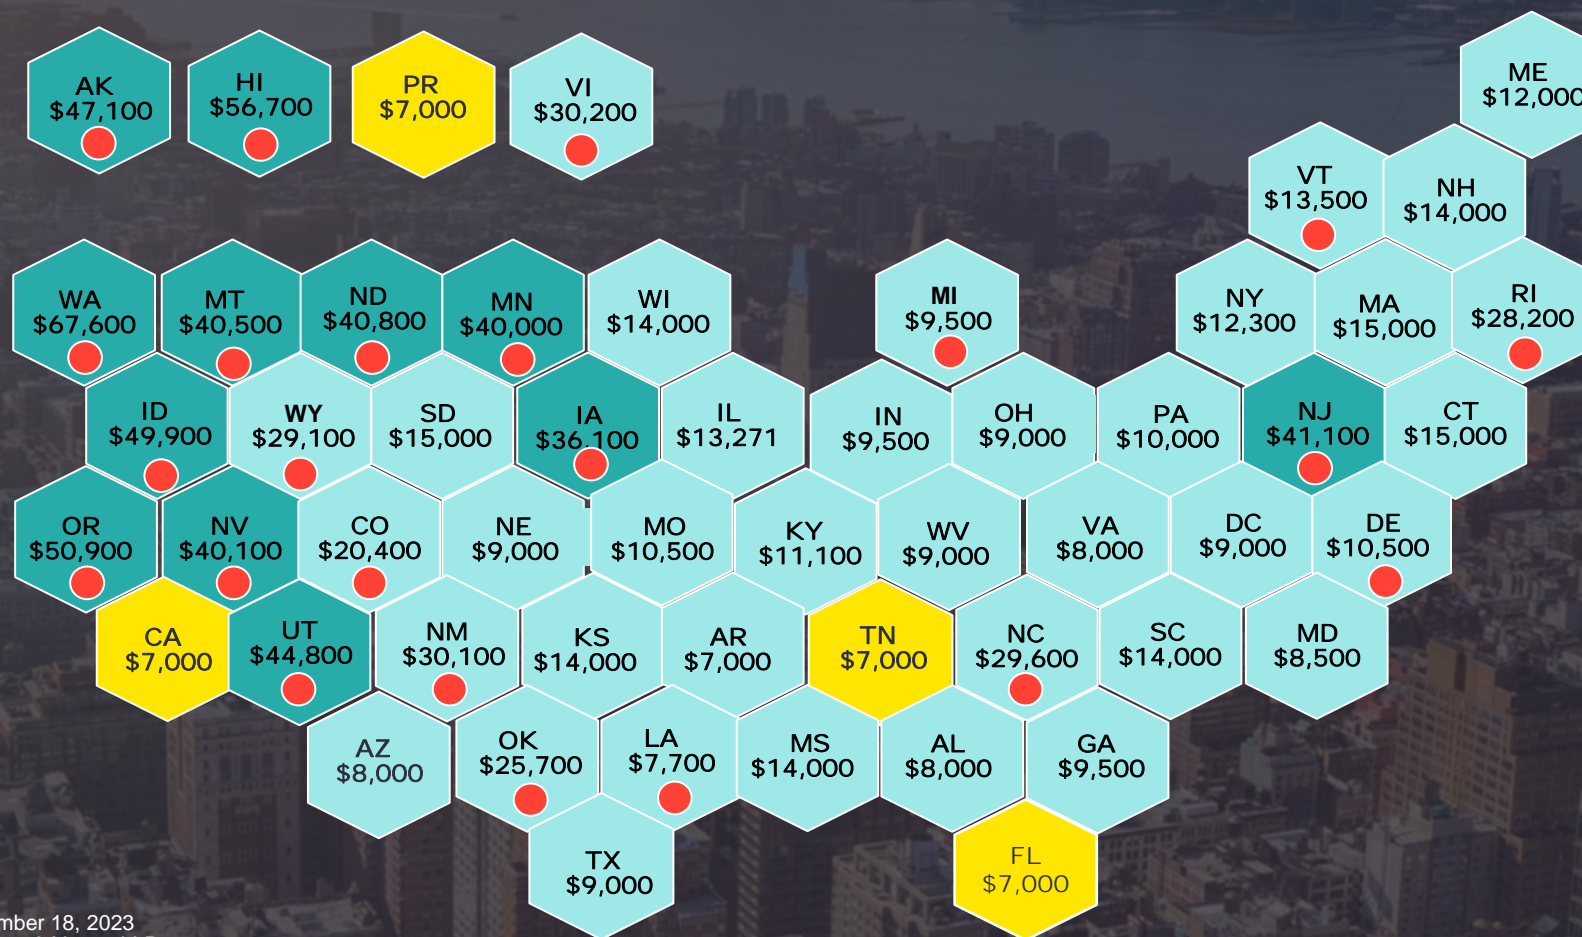 AK
$47,100
HI
$56,700
PR
$7,000
VI
$30,200
ME
$12,000
VT
$13,500
NH
$14,000
WA
$67,600
MT
$40,500
ND
$40,800
MN
$40,000
WI
$14,000
MI
$9,500
NY
$12,300
MA
$15,000
RI
$28,200
ID
$49,900
WY
$29,100
SD
$15,000
IA
$36,100
IL
$13,271
IN
$9,500
OH
$9,000
PA
$10,000
NJ
$41,100
CT
$15,000
OR
$50,900
NV
$40,100
CO
$20,400
NE
$9,000
MO
$10,500
KY
$11,100
WV
$9,000
VA
$8,000
DC
$9,000
DE
$10,500
CA
$7,000
UT
$44,800
NM
$30,100
KS
$14,000
AR
$7,000
TN
$7,000
NC
$29,600
SC
$14,000
MD
$8,500
AZ
$8,000
OK
$25,700
LA
$7,700
MS
$14,000
AL
$8,000
GA
$9,500
TX
$9,000
FL
$7,000
mber 18, 2023